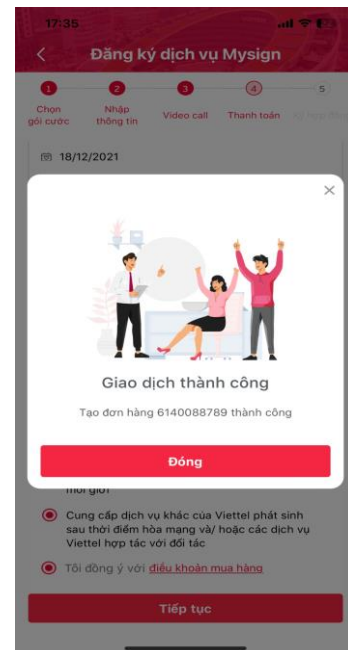 17:35
Đăng ký dịch vụ Mysign
1 2 3 4 5
Chọn
gói cước
Nhập
thông tin
Video call
Thanh toán
18/12/2021
Giao dịch thành công
Tạo đơn hàng 6140088789 thành công
Đóng
môi giới
Cung cấp dịch vụ khác của Viettel phát sinh
sau thời điểm hòa mạng và/ hoặc các dịch vụ
Viettel hợp tác với đối tác
Tôi đồng ý với điều khoản mua hàng
Tiếp tục